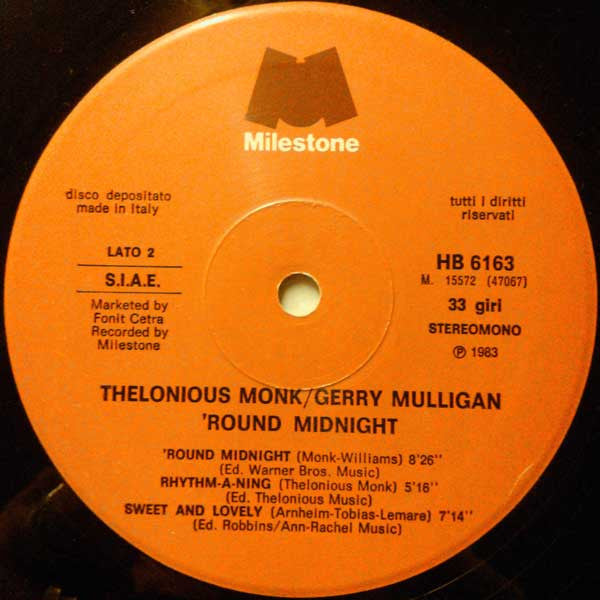 Milestone
disco depositato
made in Italy
tutti i diritti
riservati
LATO 2
S.I.A.E.
Marketed by
Fonit Cetra
Recorded by
Milestone
HB 6163
M. 15572 (47067)
33 giri
STEREOMONO
Ⓟ 1983
THELONIOUS MONK/GERRY MULLIGAN
'ROUND MIDNIGHT
'ROUND MIDNIGHT (Monk-Williams) 8'26''
(Ed. Warner Bros. Music)
RHYTHM-A-NING (Thelonious Monk) 5'16''
(Ed. Thelonious Music)
SWEET AND LOVELY (Arnheim-Tobias-Lemare) 7'14''
(Ed. Robbins/Ann-Rachel Music)